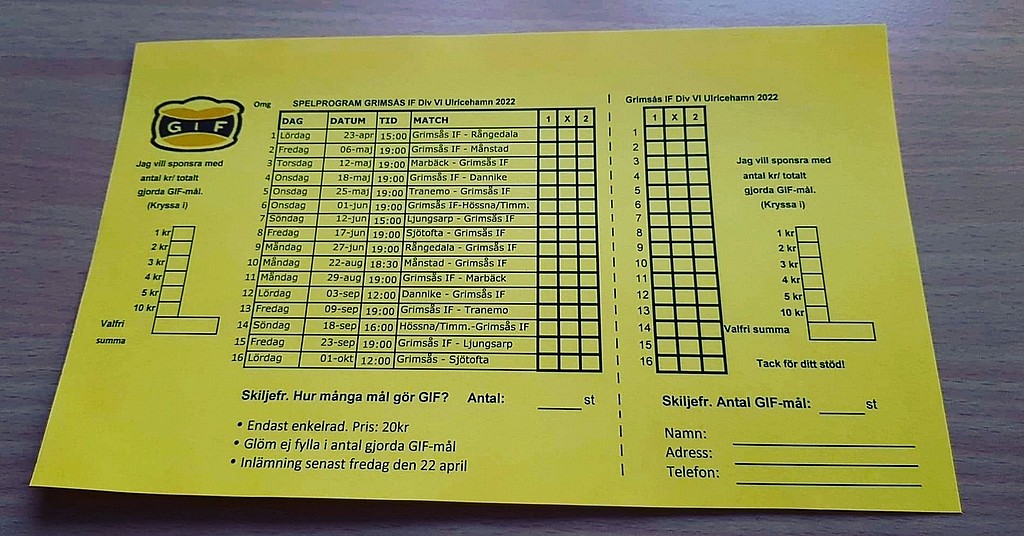 GIF
Jag vill sponsra med
antal kr/ totalt
gjorda GIF-mål.
(Kryssa i)
1 kr
2 kr
3 kr
4 kr
5 kr
10 kr
Valfri
summa
Omg SPELPROGRAM GRIMSÅS IF Div VI Ulricehamn 2022
DAG DATUM TID MATCH 1 X 2
1 Lördag 23-apr 15:00 Grimsås IF - Rångedala
2 Fredag 06-maj 19:00 Grimsås IF - Månstad
3 Torsdag 12-maj 19:00 Marbäck - Grimsås IF
4 Onsdag 18-maj 19:00 Grimsås IF - Dannike
5 Onsdag 25-maj 19:00 Tranemo - Grimsås IF
6 Onsdag 01-jun 19:00 Grimsås IF-Hössna/Timm.
7 Söndag 12-jun 15:00 Ljungsarp - Grimsås IF
8 Fredag 17-jun 19:00 Sjötofta - Grimsås IF
9 Måndag 27-jun 19:00 Rångedala - Grimsås IF
10 Måndag 22-aug 18:30 Månstad - Grimsås IF
11 Måndag 29-aug 19:00 Grimsås IF - Marbäck
12 Lördag 03-sep 12:00 Dannike - Grimsås IF
13 Fredag 09-sep 19:00 Grimsås IF - Tranemo
14 Söndag 18-sep 16:00 Hössna/Timm.-Grimsås IF
15 Fredag 23-sep 19:00 Grimsås IF - Ljungsarp
16 Lördag 01-okt 12:00 Grimsås - Sjötofta
Skiljefr. Hur många mål gör GIF? Antal: ______ st
• Endast enkelrad. Pris: 20kr
• Glöm ej fylla i antal gjorda GIF-mål
• Inlämning senast fredag den 22 april
Grimsås IF Div VI Ulricehamn 2022
1 X 2
1
2
3
4
5
6
7
8
9
10
11
12
13
14
15
16
Jag vill sponsra med
antal kr/ totalt
gjorda GIF-mål.
(Kryssa i)
1 kr
2 kr
3 kr
4 kr
5 kr
10 kr
Valfri summa
Tack för ditt stöd!
Skiljefr. Antal GIF-mål: ______ st
Namn:
Adress:
Telefon: